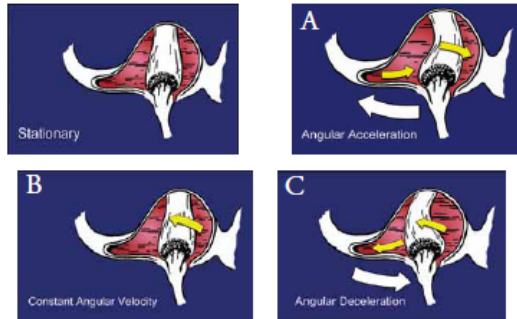 Stationary
A
Angular Acceleration
B
Constant Angular Velocity
C
Angular Deceleration